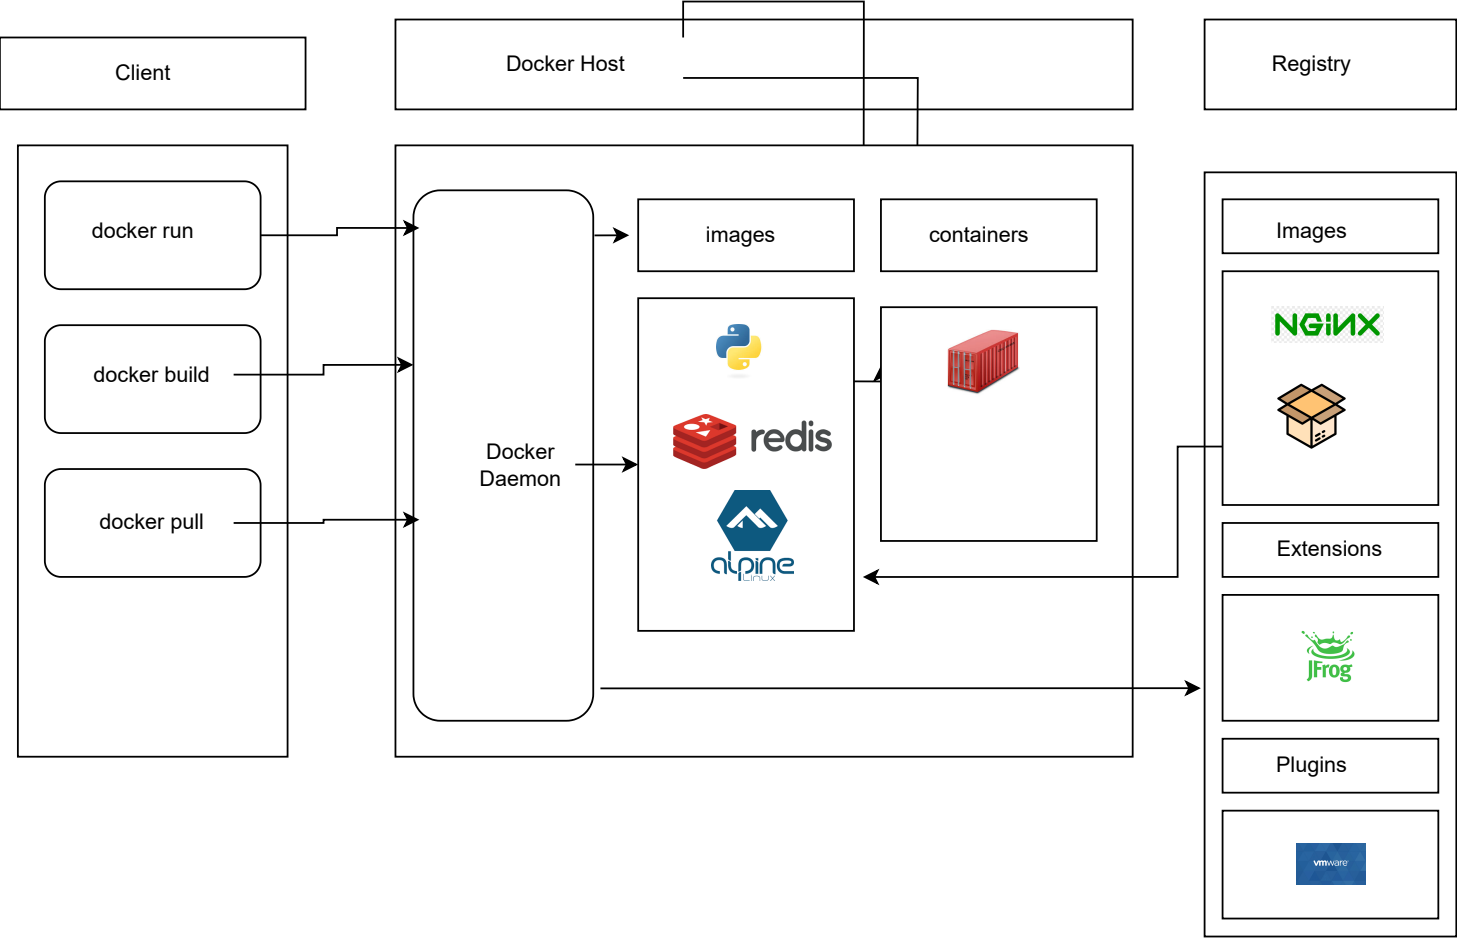 Client
Docker Host
Registry
docker run
docker build
docker pull
Docker
Daemon
images
containers
redis
alpine
Linux
Images
NGINX
Extensions
JFrog
Plugins
vmware